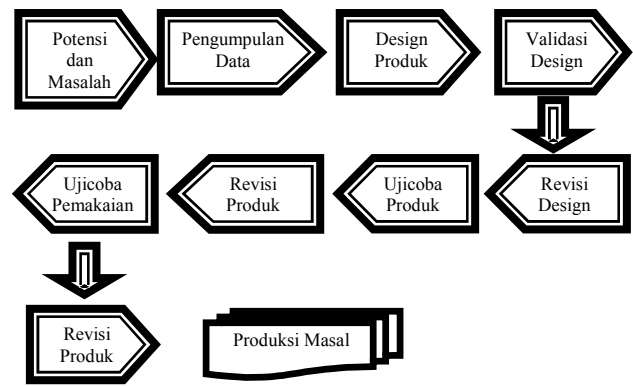 Potensi
dan
Masalah
Pengumpulan
Data
Design
Produk
Validasi
Design
Revisi
Design
Ujicoba
Produk
Revisi
Produk
Ujicoba
Pemakaian
Revisi
Produk
Produksi Masal